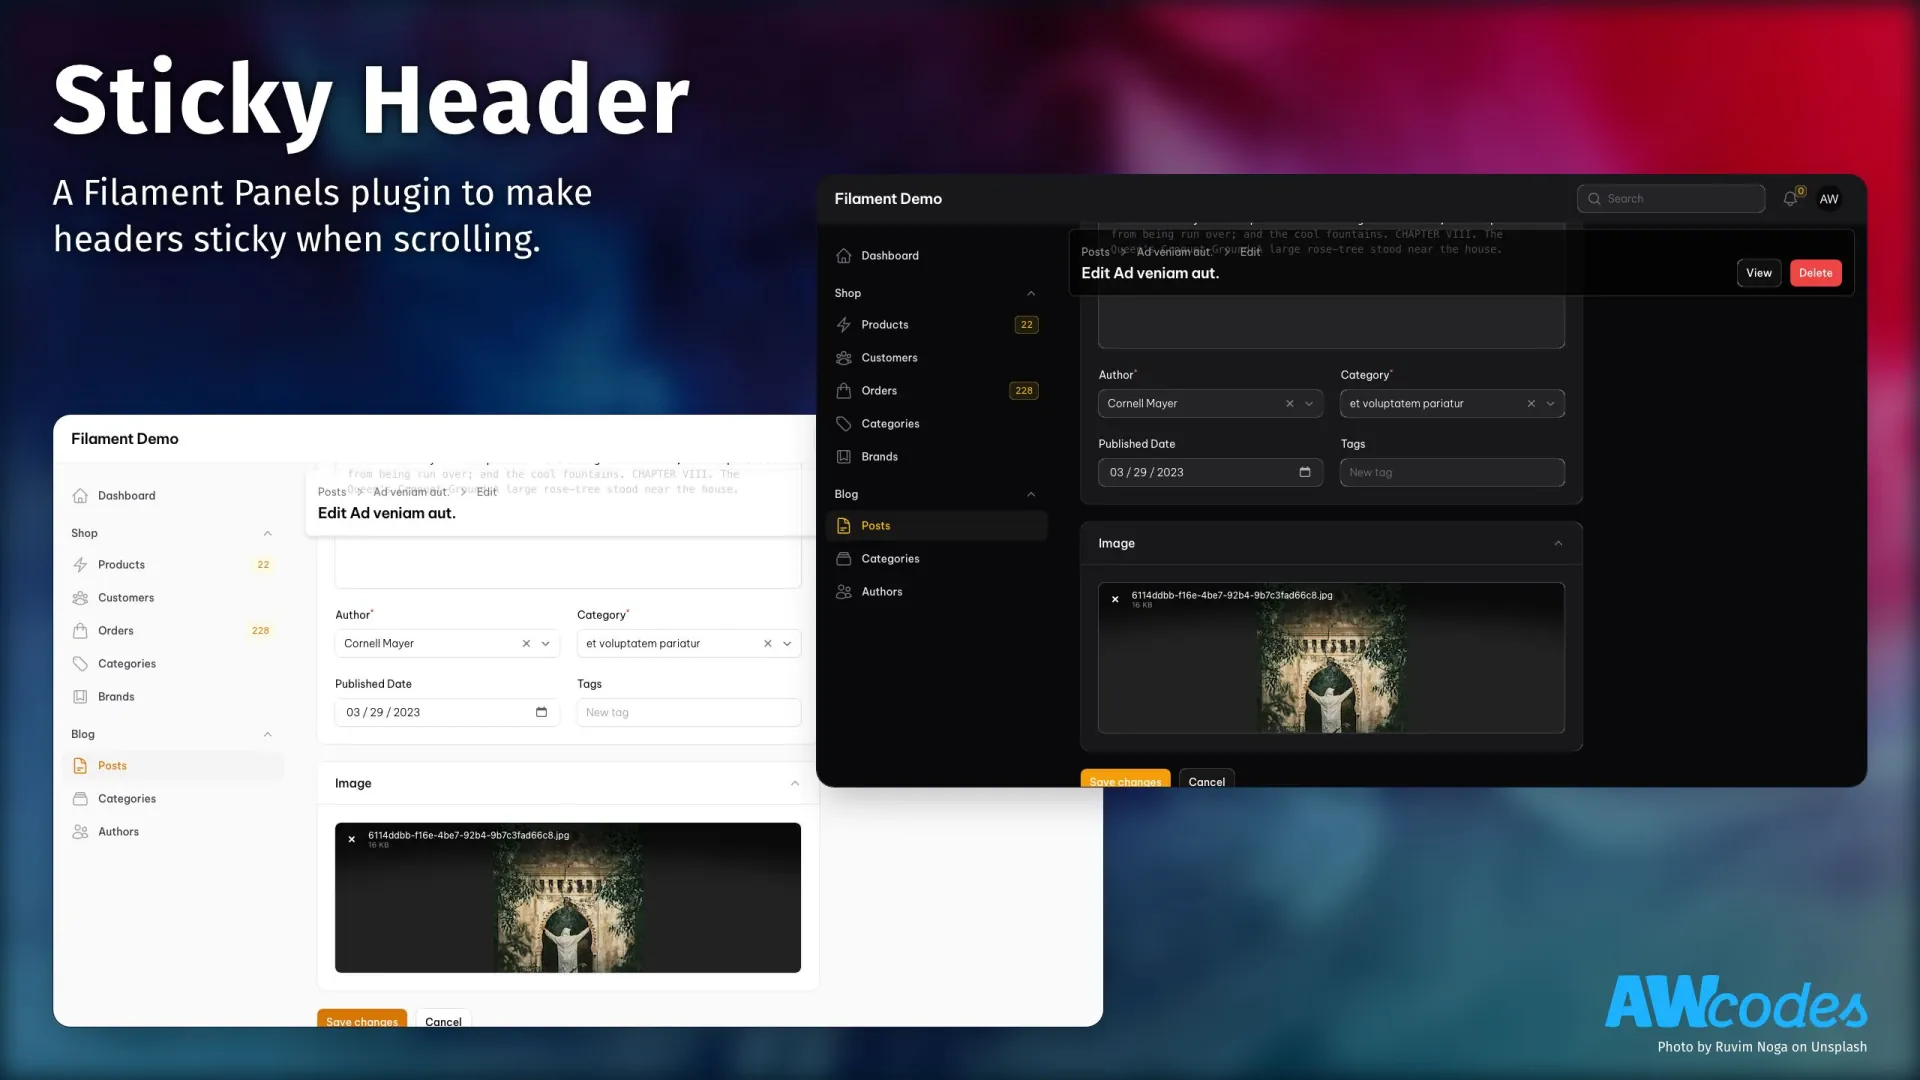 Sticky Header
A Filament Panels plugin to make
headers sticky when scrolling.
Filament Demo
Dashboard
Shop
Products 22
Customers
Orders 228
Categories
Brands
Blog
Posts
Categories
Authors
from being run over; and the cool fountains. CHAPTER VIII. The
Queen's Croquet-Ground A large rose-tree stood near the house.
Posts > Ad veniam aut. > Edit
Edit Ad veniam aut.
Author* Category*
Cornell Mayer et voluptatem pariatur
Published Date Tags
03 / 29 / 2023 New tag
Image
6114ddbb-f16e-4be7-92b4-9b7c3fad66c8.jpg
16 KB
Save changes Cancel
Filament Demo Search 0 AW
Dashboard
Shop
Products 22
Customers
Orders 228
Categories
Brands
Blog
Posts
Categories
Authors
from being run over; and the cool fountains. CHAPTER VIII. The
Queen's Croquet-Ground A large rose-tree stood near the house.
Posts > Ad veniam aut. > Edit
Edit Ad veniam aut. View Delete
Author* Category*
Cornell Mayer et voluptatem pariatur
Published Date Tags
03 / 29 / 2023 New tag
Image
6114ddbb-f16e-4be7-92b4-9b7c3fad66c8.jpg
16 KB
Save changes Cancel
AWcodes
Photo by Ruvim Noga on Unsplash